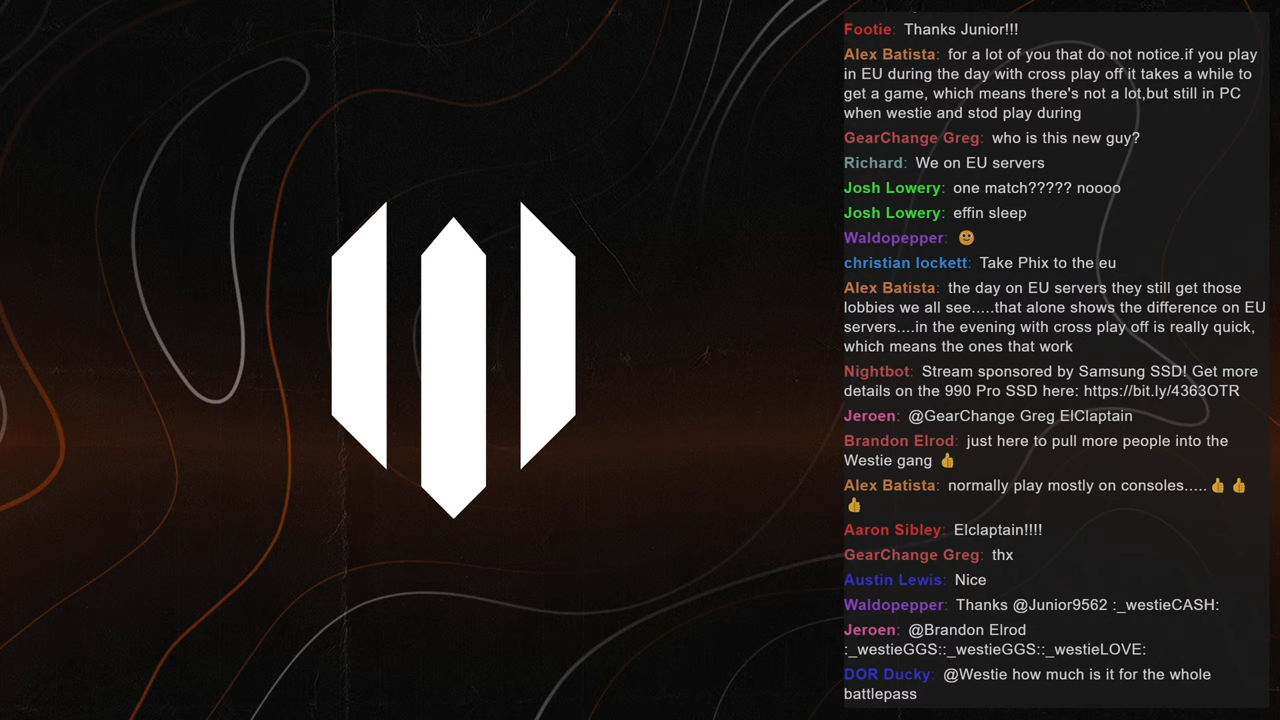 Footie: Thanks Junior!!!
Alex Batista: for a lot of you that do not notice.if you play
in EU during the day with cross play off it takes a while to
get a game, which means there's not a lot,but still in PC
when westie and stod play during
GearChange Greg: who is this new guy?
Richard: We on EU servers
Josh Lowery: one match????? noooo
Josh Lowery: effin sleep
Waldopepper: 🙂
christian lockett: Take Phix to the eu
Alex Batista: the day on EU servers they still get those
lobbies we all see.....that alone shows the difference on EU
servers....in the evening with cross play off is really quick,
which means the ones that work
Nightbot: Stream sponsored by Samsung SSD! Get more
details on the 990 Pro SSD here: https://bit.ly/4363OTR
Jeroen: @GearChange Greg ElClaptain
Brandon Elrod: just here to pull more people into the
Westie gang 👍
Alex Batista: normally play mostly on consoles.....👍 👍
👍
Aaron Sibley: Elclaptain!!!!
GearChange Greg: thx
Austin Lewis: Nice
Waldopepper: Thanks @Junior9562 :_westieCASH:
Jeroen: @Brandon Elrod
:_westieGGS::_westieGGS::_westieLOVE:
DOR Ducky: @Westie how much is it for the whole
battlepass